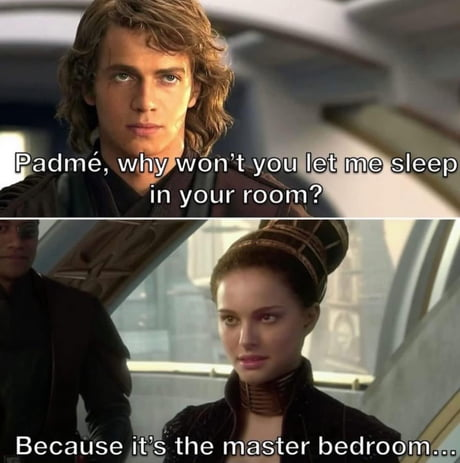 Padmé, why won't you let me sleep
in your room?
Because it's the master bedroom...